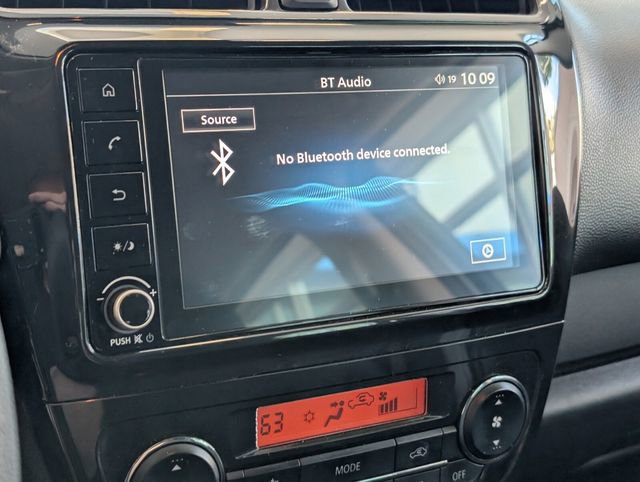 BT Audio 19 10 09
Source
No Bluetooth device connected.
PUSH
63
MODE
OFF